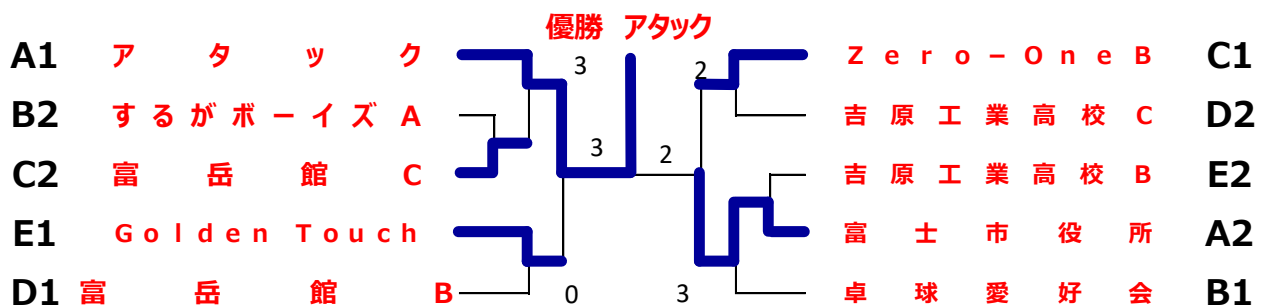 優勝 アタック
A1 アタック 3 2 Zero－OneB C1
B2 するがボーイズA 吉原工業高校C D2
C2 富岳館C 3 2 吉原工業高校B E2
E1 Golden Touch 富士市役所 A2
D1 富岳館B 0 3 卓球愛好会 B1